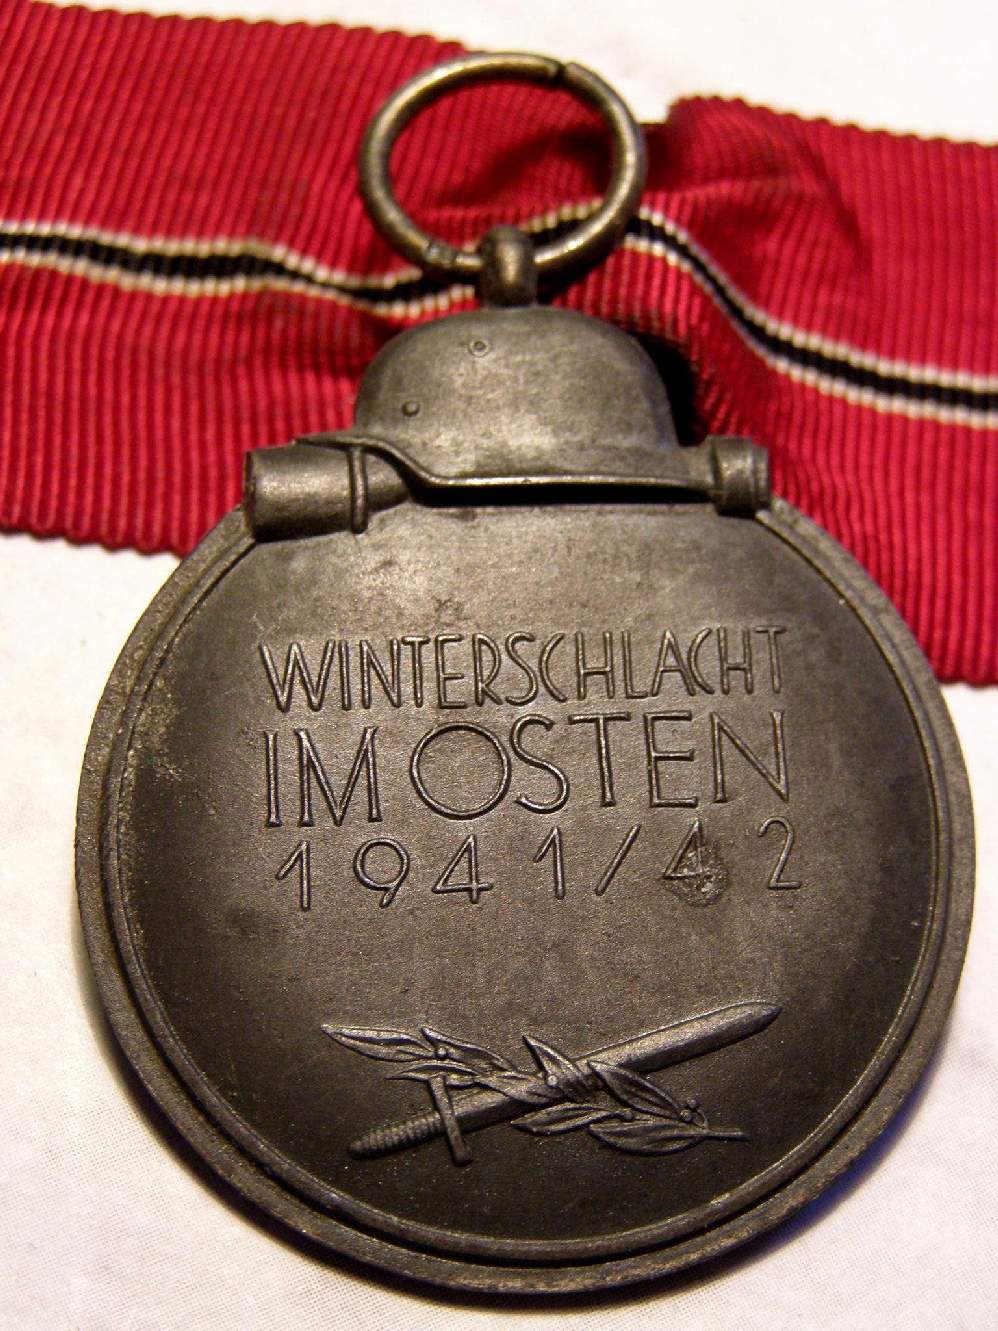 WINTERSCHLACHT
IM OSTEN
1941/42